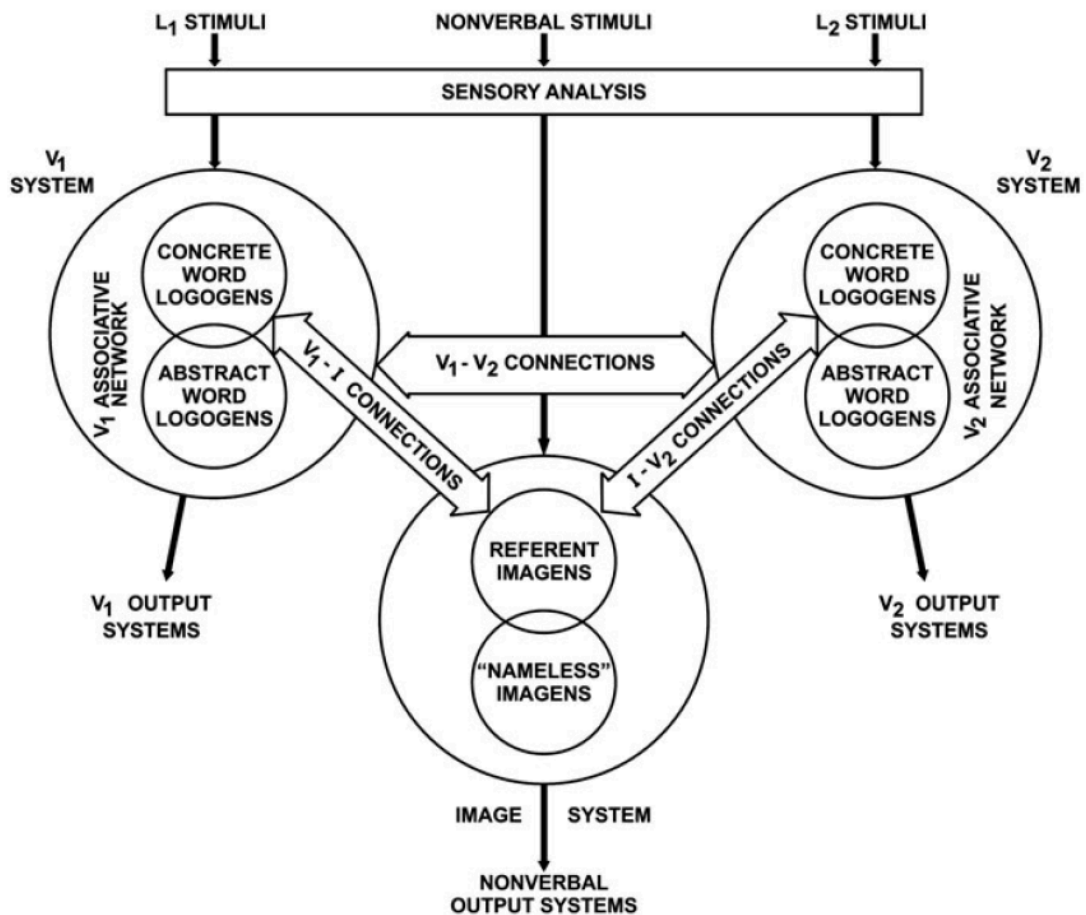 L₁ STIMULI
NONVERBAL STIMULI
L₂ STIMULI
SENSORY ANALYSIS
V₁
SYSTEM
V₂
SYSTEM
CONCRETE
WORD
LOGOGENS
ABSTRACT
WORD
LOGOGENS
V₁ ASSOCIATIVE
NETWORK
V₁ - I CONNECTIONS
V₁ - V₂ CONNECTIONS
I - V₂ CONNECTIONS
CONCRETE
WORD
LOGOGENS
ABSTRACT
WORD
LOGOGENS
V₂ ASSOCIATIVE
NETWORK
REFERENT
IMAGENS
“NAMELESS”
IMAGENS
V₁ OUTPUT
SYSTEMS
V₂ OUTPUT
SYSTEMS
IMAGE SYSTEM
NONVERBAL
OUTPUT SYSTEMS